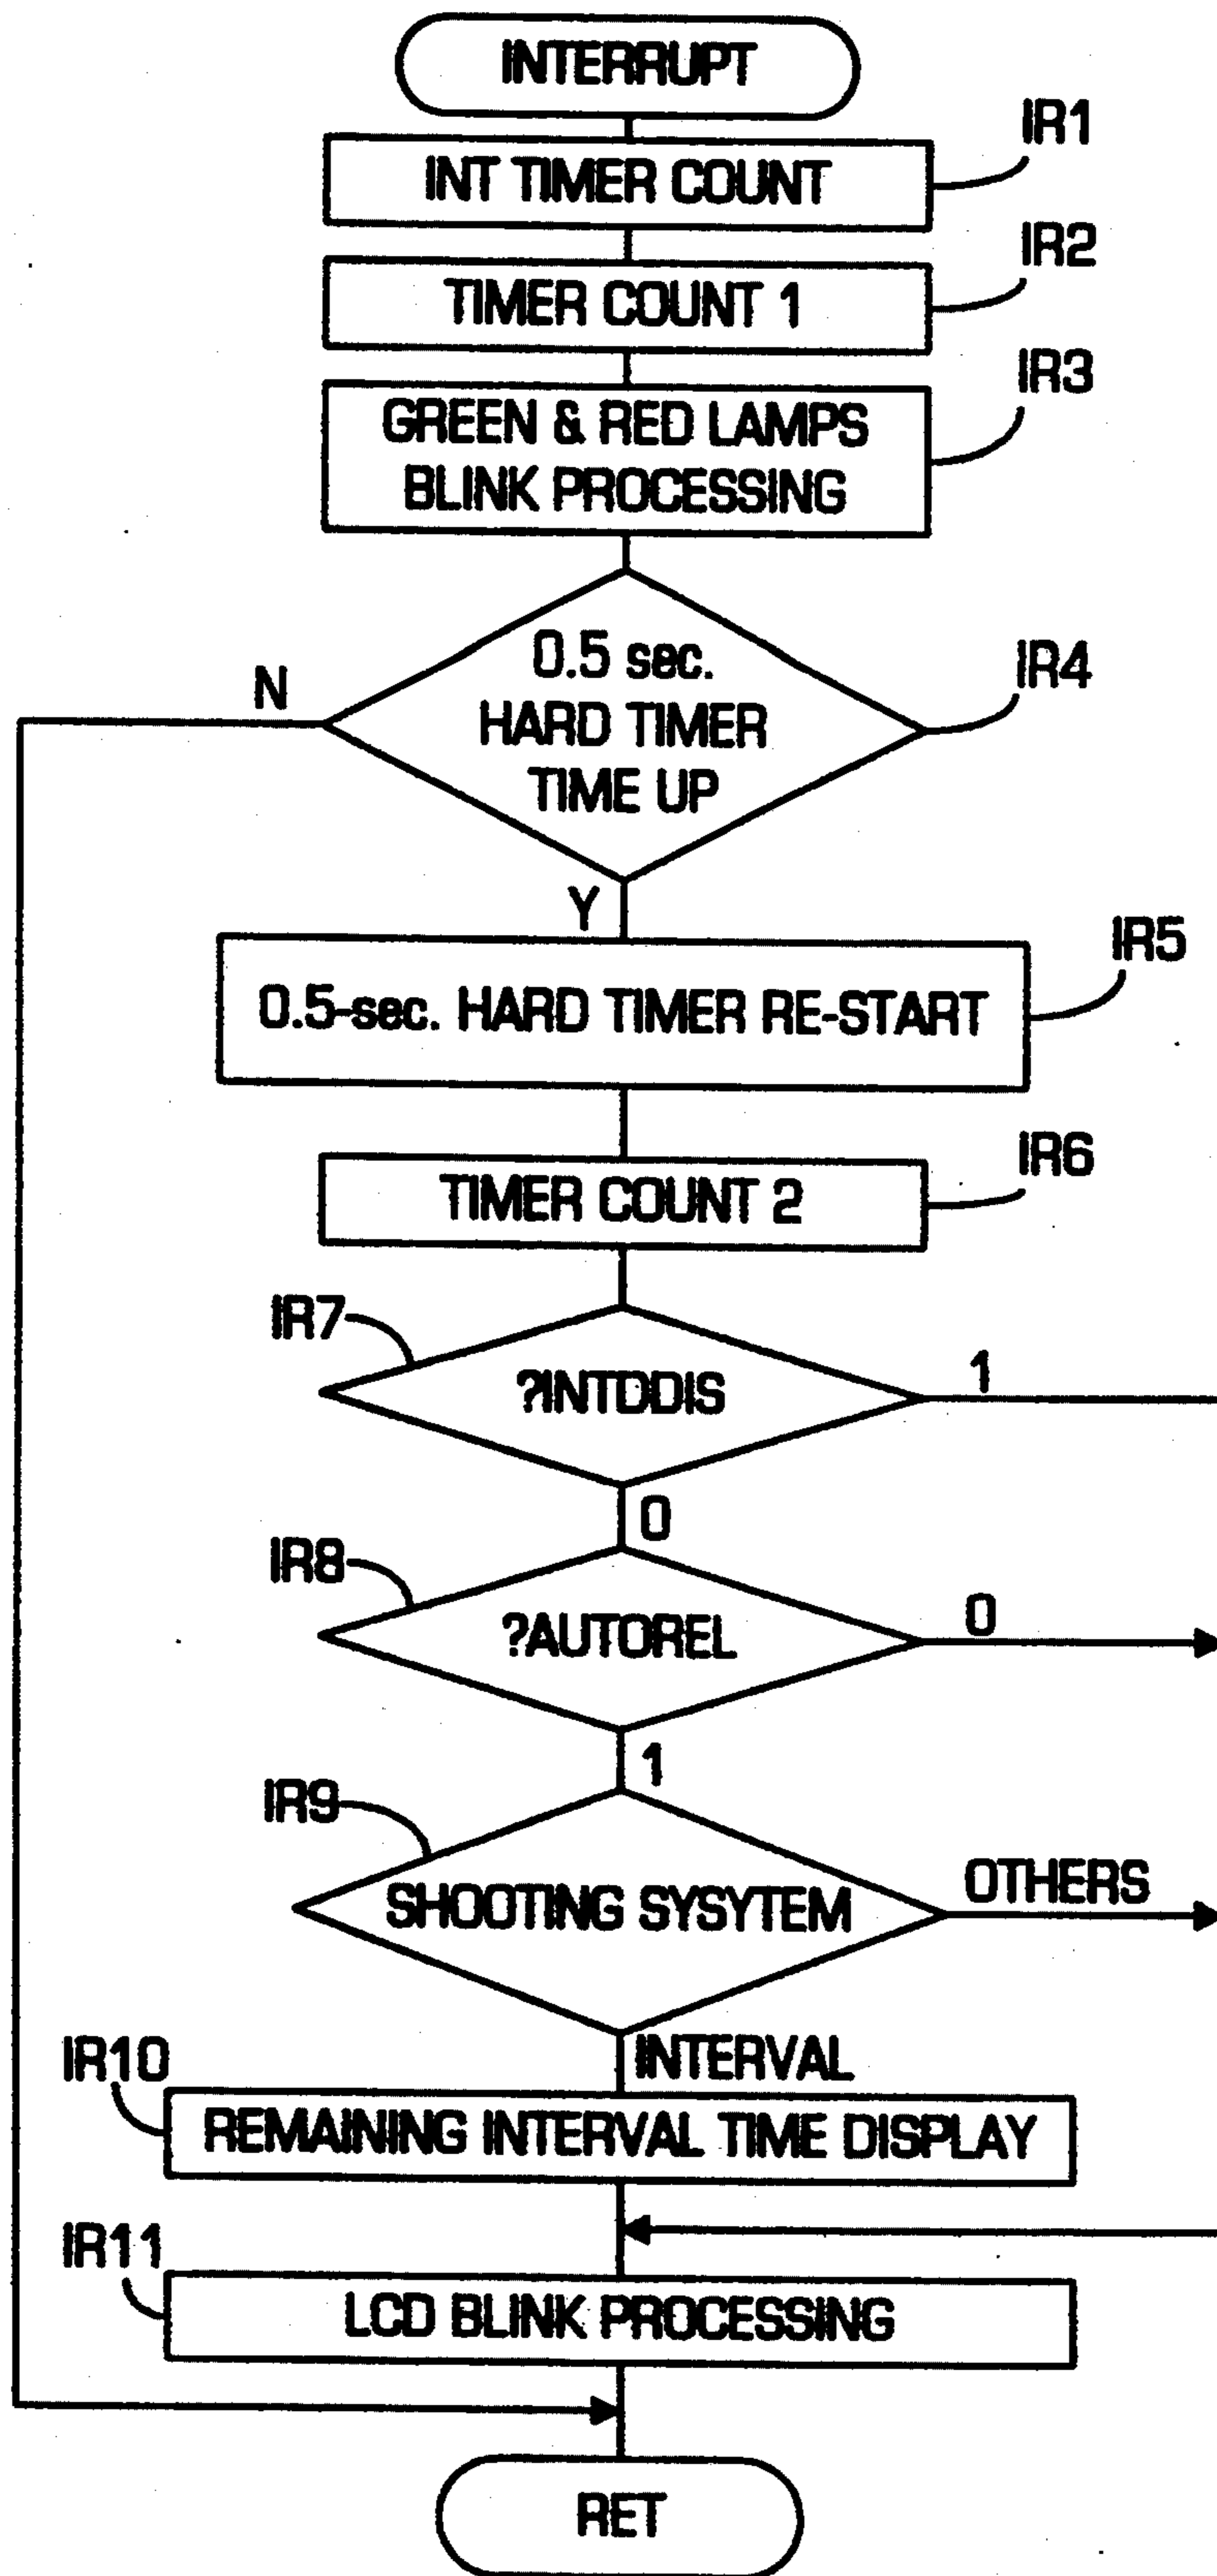 INTERRUPT
IR1
INT TIMER COUNT
IR2
TIMER COUNT 1
IR3
GREEN & RED LAMPS
BLINK PROCESSING
IR4
0.5 sec.
HARD TIMER
TIME UP
N
Y
IR5
0.5-sec. HARD TIMER RE-START
IR6
TIMER COUNT 2
IR7
?INTDDIS
1
0
IR8
?AUTOREL
0
1
IR9
SHOOTING SYSYTEM
OTHERS
INTERVAL
IR10
REMAINING INTERVAL TIME DISPLAY
IR11
LCD BLINK PROCESSING
RET